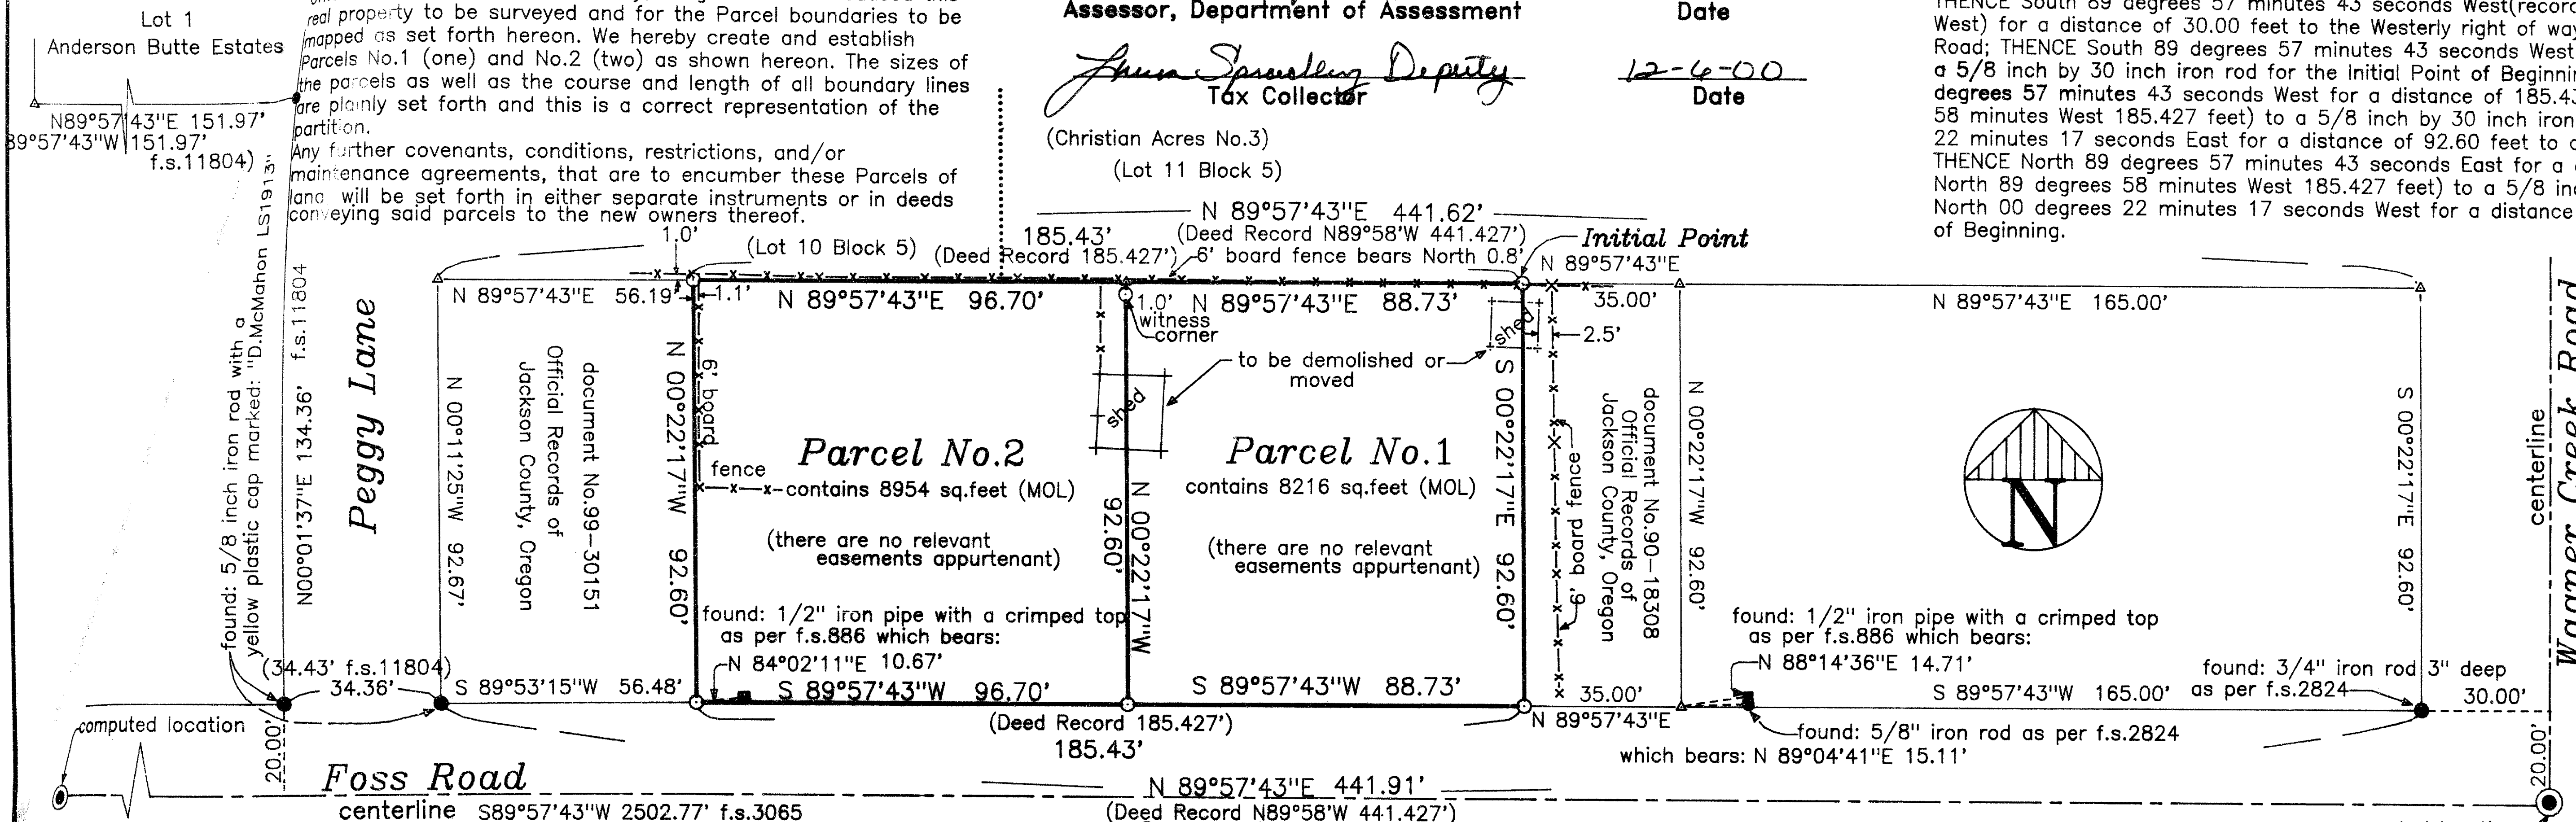 Lot 1
Anderson Butte Estates
N89°57'43"E 151.97'
89°57'43"W 151.97'
f.s.11804)
real property to be surveyed and for the Parcel boundaries to be
mapped as set forth hereon. We hereby create and establish
Parcels No.1 (one) and No.2 (two) as shown hereon. The sizes of
the parcels as well as the course and length of all boundary lines
are plainly set forth and this is a correct representation of the
partition.
Any further covenants, conditions, restrictions, and/or
maintenance agreements, that are to encumber these Parcels of
land will be set forth in either separate instruments or in deeds
conveying said parcels to the new owners thereof.
Assessor, Department of Assessment
Date
Deputy
12-6-00
Tax Collector
Date
(Christian Acres No.3)
(Lot 11 Block 5)
THENCE South 89 degrees 57 minutes 43 seconds West(record
West) for a distance of 30.00 feet to the Westerly right of way
Road; THENCE South 89 degrees 57 minutes 43 seconds West
a 5/8 inch by 30 inch iron rod for the Initial Point of Beginnin
degrees 57 minutes 43 seconds West for a distance of 185.43
58 minutes West 185.427 feet) to a 5/8 inch by 30 inch iron
22 minutes 17 seconds East for a distance of 92.60 feet to a
THENCE North 89 degrees 57 minutes 43 seconds East for a
North 89 degrees 58 minutes West 185.427 feet) to a 5/8 inc
North 00 degrees 22 minutes 17 seconds West for a distance
of Beginning.
N 89°57'43"E 441.62'
(Deed Record N89°58'W 441.427')
185.43'
(Deed Record 185.427')
1.0'
(Lot 10 Block 5)
6' board fence bears North 0.8'
Initial Point
N 89°57'43"E
35.00'
N 89°57'43"E 56.19'
1.1'
N 89°57'43"E 96.70'
1.0'
witness
corner
N 89°57'43"E 88.73'
shed
2.5'
N 89°57'43"E 165.00'
to be demolished or
moved
shed
found: 5/8 inch iron rod with a
yellow plastic cap marked: "D.McMahon LS1913"
N00°01'37"E 134.36' f.s.11804
Peggy Lane
N 00°11'25"W 92.67'
document No.99-30151
Official Records of
Jackson County, Oregon
N 00°22'17"W 92.60'
6' board
fence
Parcel No.2
contains 8954 sq.feet (MOL)
(there are no relevant
easements appurtenant)
N 00°22'17"W
92.60'
Parcel No.1
contains 8216 sq.feet (MOL)
(there are no relevant
easements appurtenant)
S 00°22'17"E 92.60'
6' board fence
document No.90-18308
Official Records of
Jackson County, Oregon
N 00°22'17"W 92.60'
N
S 00°22'17"E 92.60'
centerline
Wagner Creek Road
found: 1/2" iron pipe with a crimped top
as per f.s.886 which bears:
N 84°02'11"E 10.67'
found: 1/2" iron pipe with a crimped top
as per f.s.886 which bears:
N 88°14'36"E 14.71'
found: 3/4" iron rod 3" deep
as per f.s.2824
(34.43' f.s.11804)
34.36'
S 89°53'15"W 56.48'
S 89°57'43"W 96.70'
S 89°57'43"W 88.73'
35.00'
N 89°57'43"E
S 89°57'43"W 165.00'
30.00'
(Deed Record 185.427')
185.43'
found: 5/8" iron rod as per f.s.2824
which bears: N 89°04'41"E 15.11'
computed location
20.00'
20.00'
Foss Road
centerline S89°57'43"W 2502.77' f.s.3065
N 89°57'43"E 441.91'
(Deed Record N89°58'W 441.427')